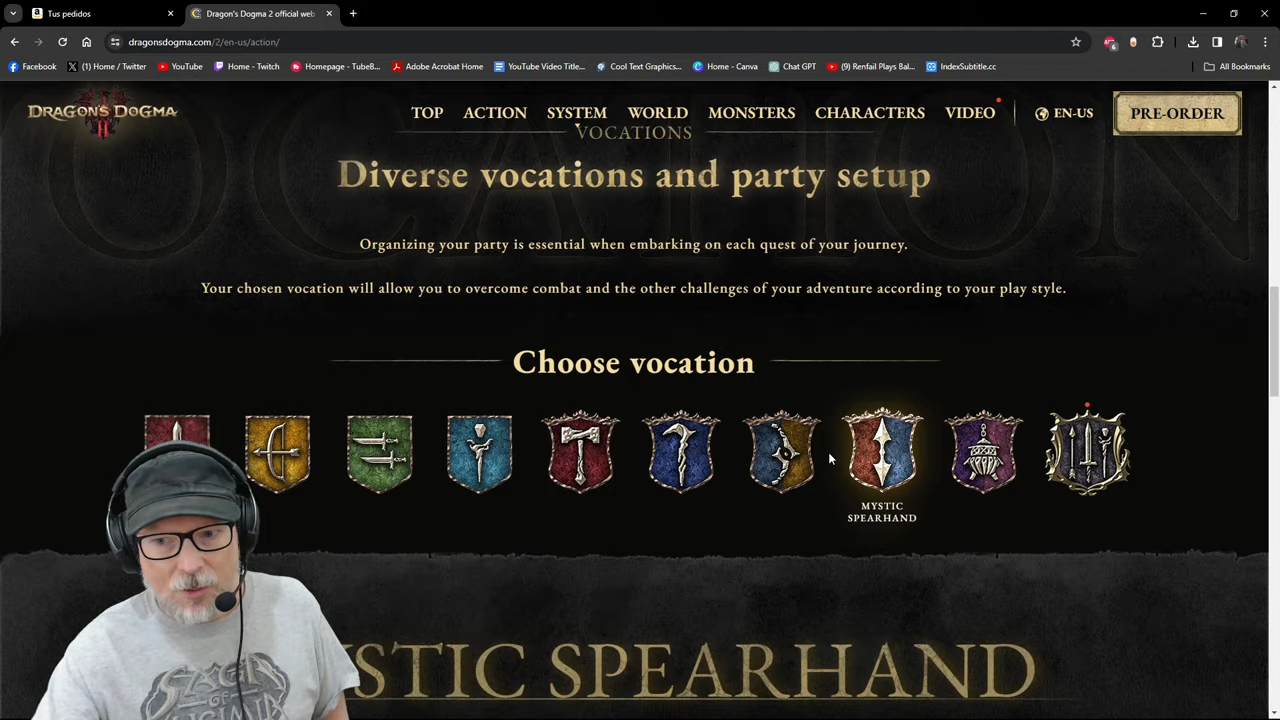 Tus pedidos
Dragon's Dogma 2 official web
dragonsdogma.com/2/en-us/action/
6
Facebook
(1) Home / Twitter
YouTube
Home - Twitch
Homepage - TubeB...
Adobe Acrobat Home
YouTube Video Title...
Cool Text Graphics...
Home - Canva
Chat GPT
(9) Renfail Plays Bal...
IndexSubtitle.cc
All Bookmarks
DRAGON'S DOGMA
II
TOP
ACTION
SYSTEM
WORLD
MONSTERS
CHARACTERS
VIDEO
EN-US
PRE-ORDER
VOCATIONS
Diverse vocations and party setup
Organizing your party is essential when embarking on each quest of your journey.
Your chosen vocation will allow you to overcome combat and the other challenges of your adventure according to your play style.
Choose vocation
MYSTIC
SPEARHAND
STIC SPEARHAND
SAGA
OF